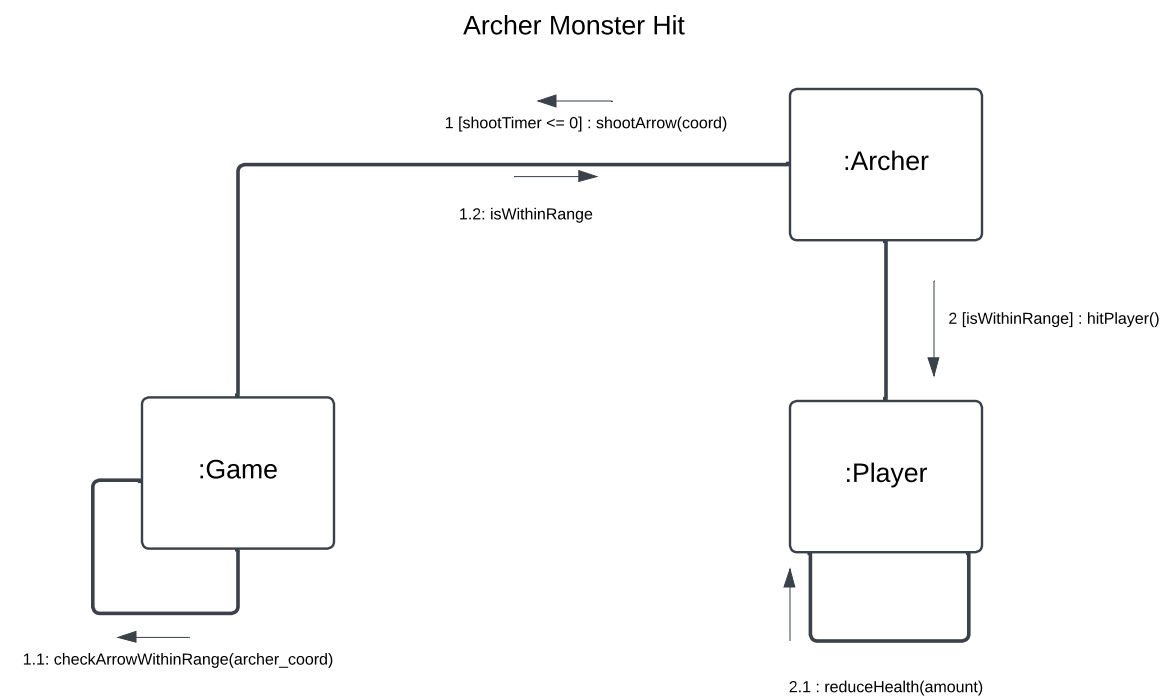 Archer Monster Hit
1 [shootTimer <= 0] : shootArrow(coord)
:Archer
1.2: isWithinRange
2 [isWithinRange] : hitPlayer()
:Game
:Player
1.1: checkArrowWithinRange(archer_coord)
2.1 : reduceHealth(amount)